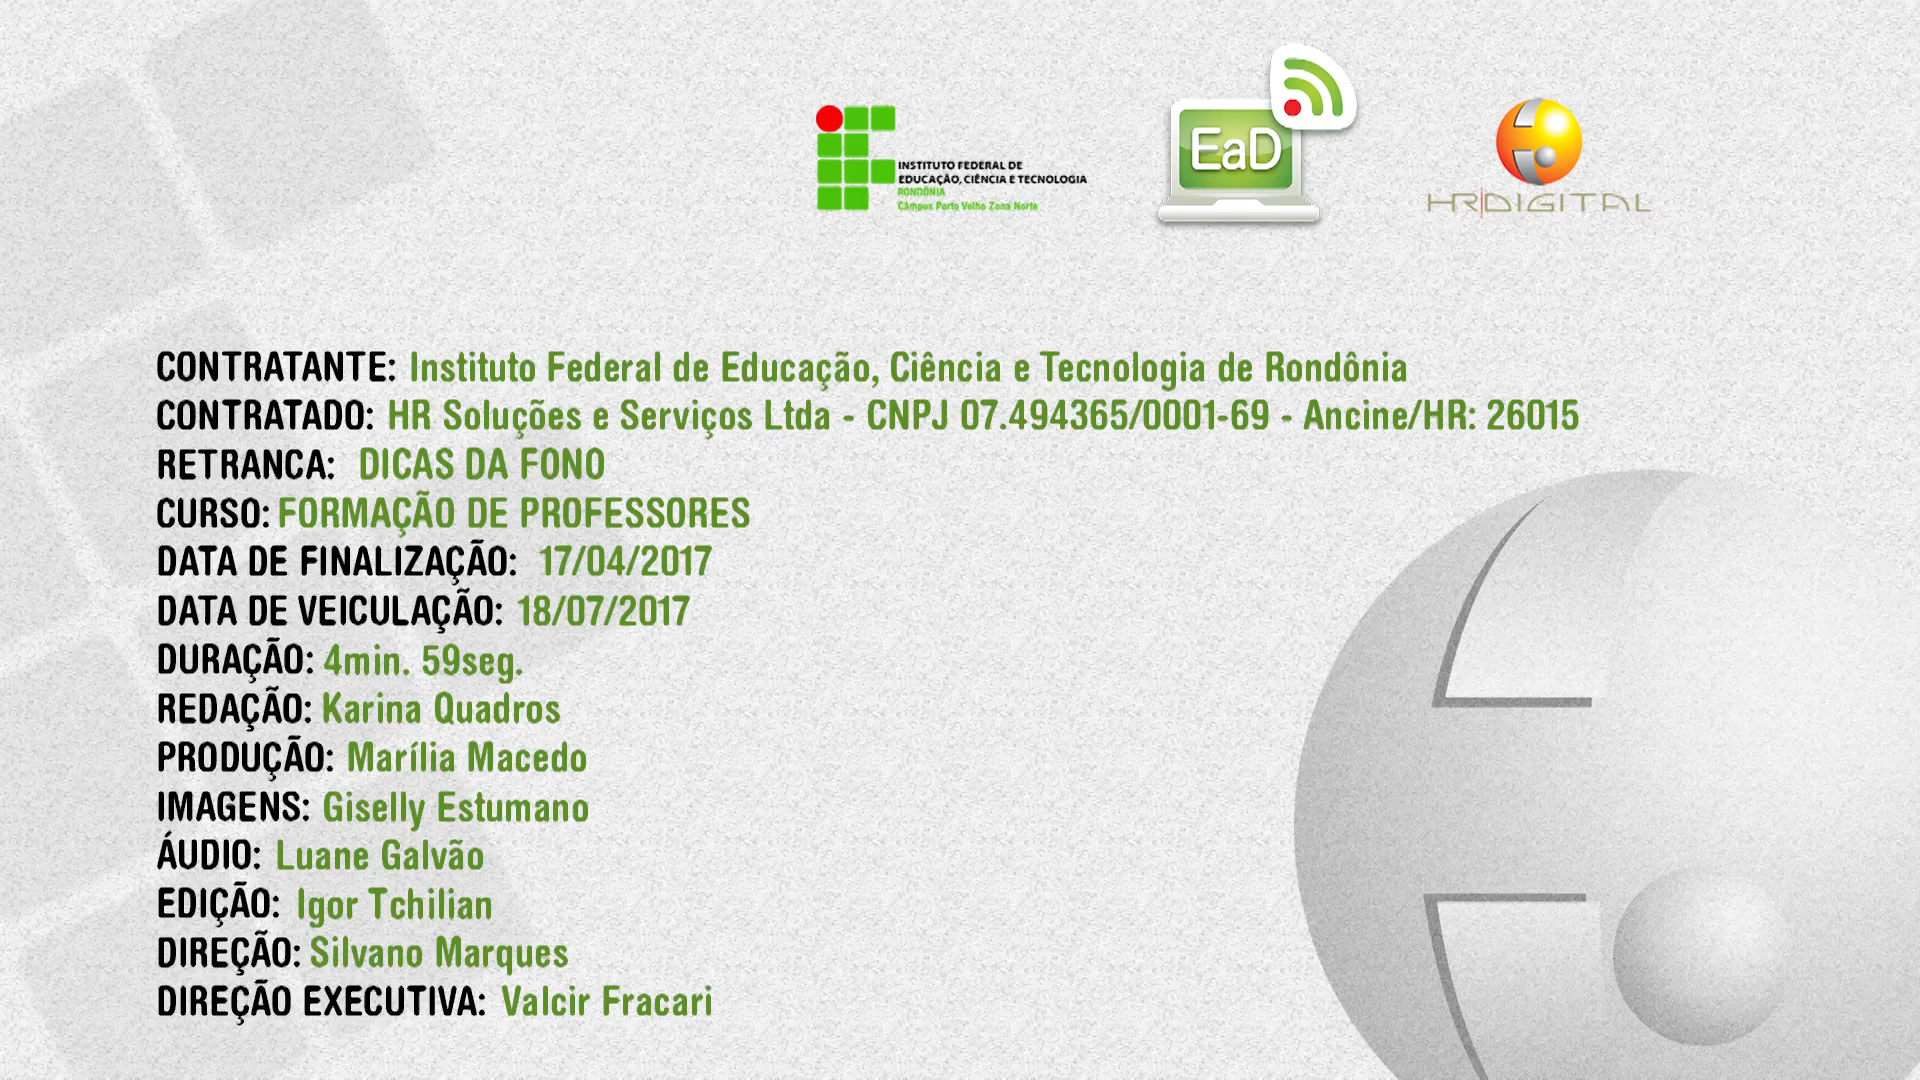 INSTITUTO FEDERAL DE
EDUCAÇÃO, CIÊNCIA E TECNOLOGIA
RONDÔNIA
Câmpus Porto Velho Zona Norte
EaD
HR|DIGITAL
CONTRATANTE: Instituto Federal de Educação, Ciência e Tecnologia de Rondônia
CONTRATADO: HR Soluções e Serviços Ltda - CNPJ 07.494365/0001-69 - Ancine/HR: 26015
RETRANCA: DICAS DA FONO
CURSO: FORMAÇÃO DE PROFESSORES
DATA DE FINALIZAÇÃO: 17/04/2017
DATA DE VEICULAÇÃO: 18/07/2017
DURAÇÃO: 4min. 59seg.
REDAÇÃO: Karina Quadros
PRODUÇÃO: Marília Macedo
IMAGENS: Giselly Estumano
ÁUDIO: Luane Galvão
EDIÇÃO: Igor Tchilian
DIREÇÃO: Silvano Marques
DIREÇÃO EXECUTIVA: Valcir Fracari